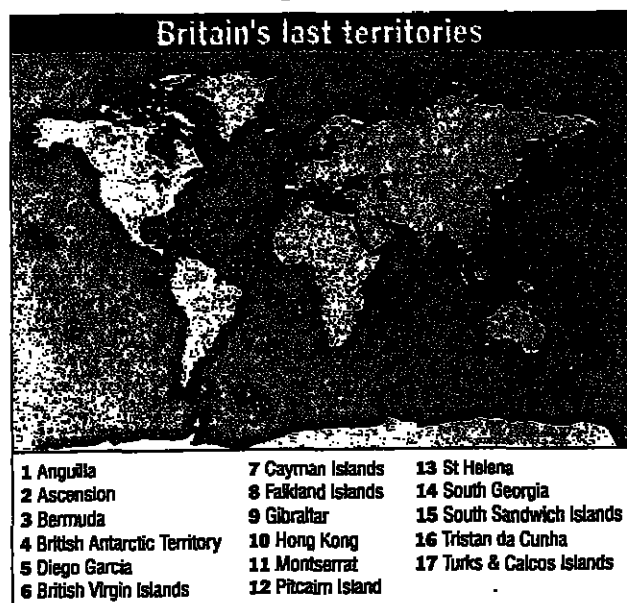 Britain's last territories
1 Anguilla
2 Ascension
3 Bermuda
4 British Antarctic Territory
5 Diego Garcia
6 British Virgin Islands
7 Cayman Islands
8 Falkland Islands
9 Gibraltar
10 Hong Kong
11 Montserrat
12 Pitcairn Island
13 St Helena
14 South Georgia
15 South Sandwich Islands
16 Tristan da Cunha
17 Turks & Caicos Islands